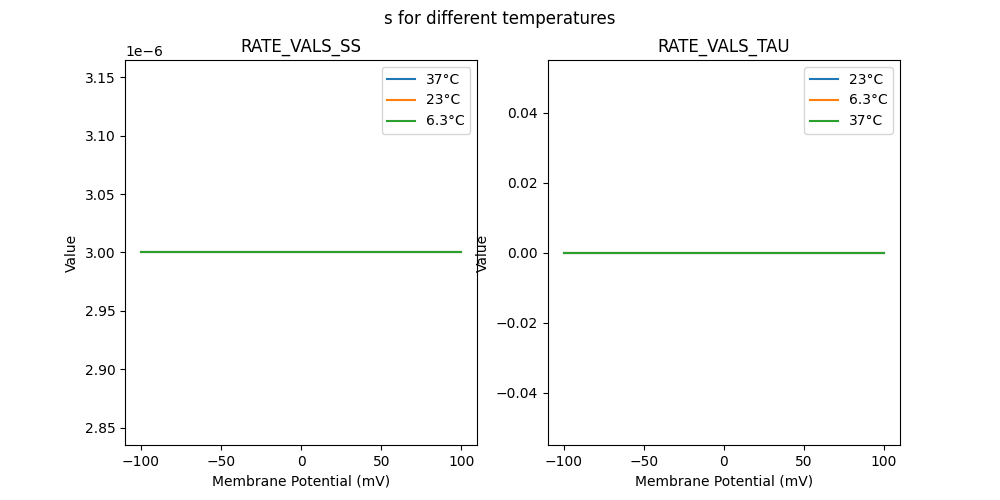 s for different temperatures
RATE_VALS_SS
1e−6
3.15
3.10
3.05
3.00
2.95
2.90
2.85
Value
−100
−50
0
50
100
Membrane Potential (mV)
37°C
23°C
6.3°C
RATE_VALS_TAU
0.04
0.02
0.00
−0.02
−0.04
Value
−100
−50
0
50
100
Membrane Potential (mV)
23°C
6.3°C
37°C